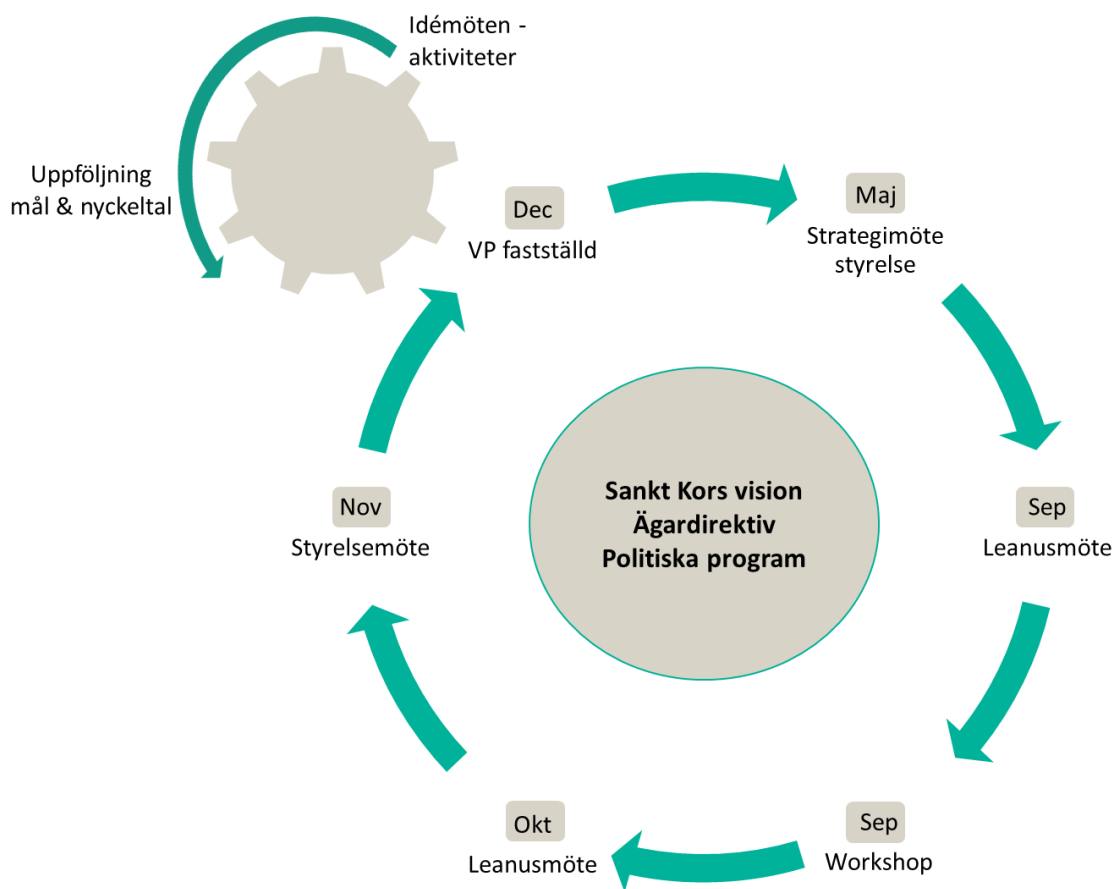 Idémöten -
aktiviteter
Uppföljning
mål & nyckeltal
Dec
VP fastställd
Maj
Strategimöte
styrelse
Sep
Leanusmöte
Sep
Workshop
Okt
Leanusmöte
Nov
Styrelsemöte
Sankt Kors vision
Ägardirektiv
Politiska program